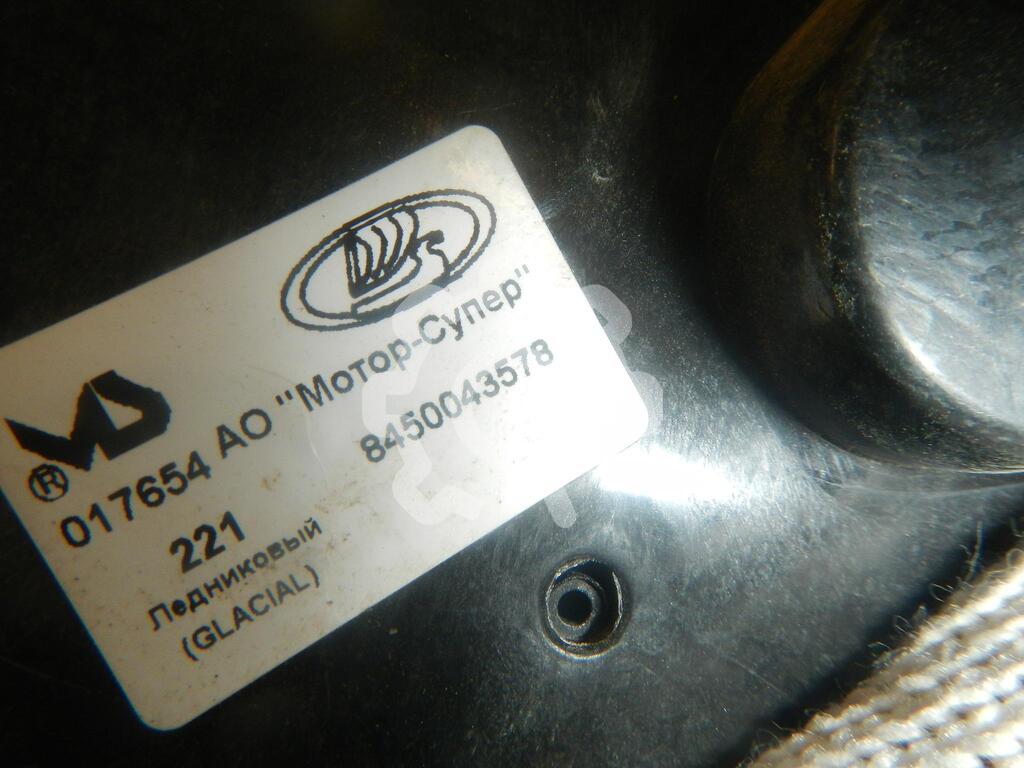 ®
017654 АО "Мотор-Супер"
8450043578
221
Ледниковый
(GLACIAL)